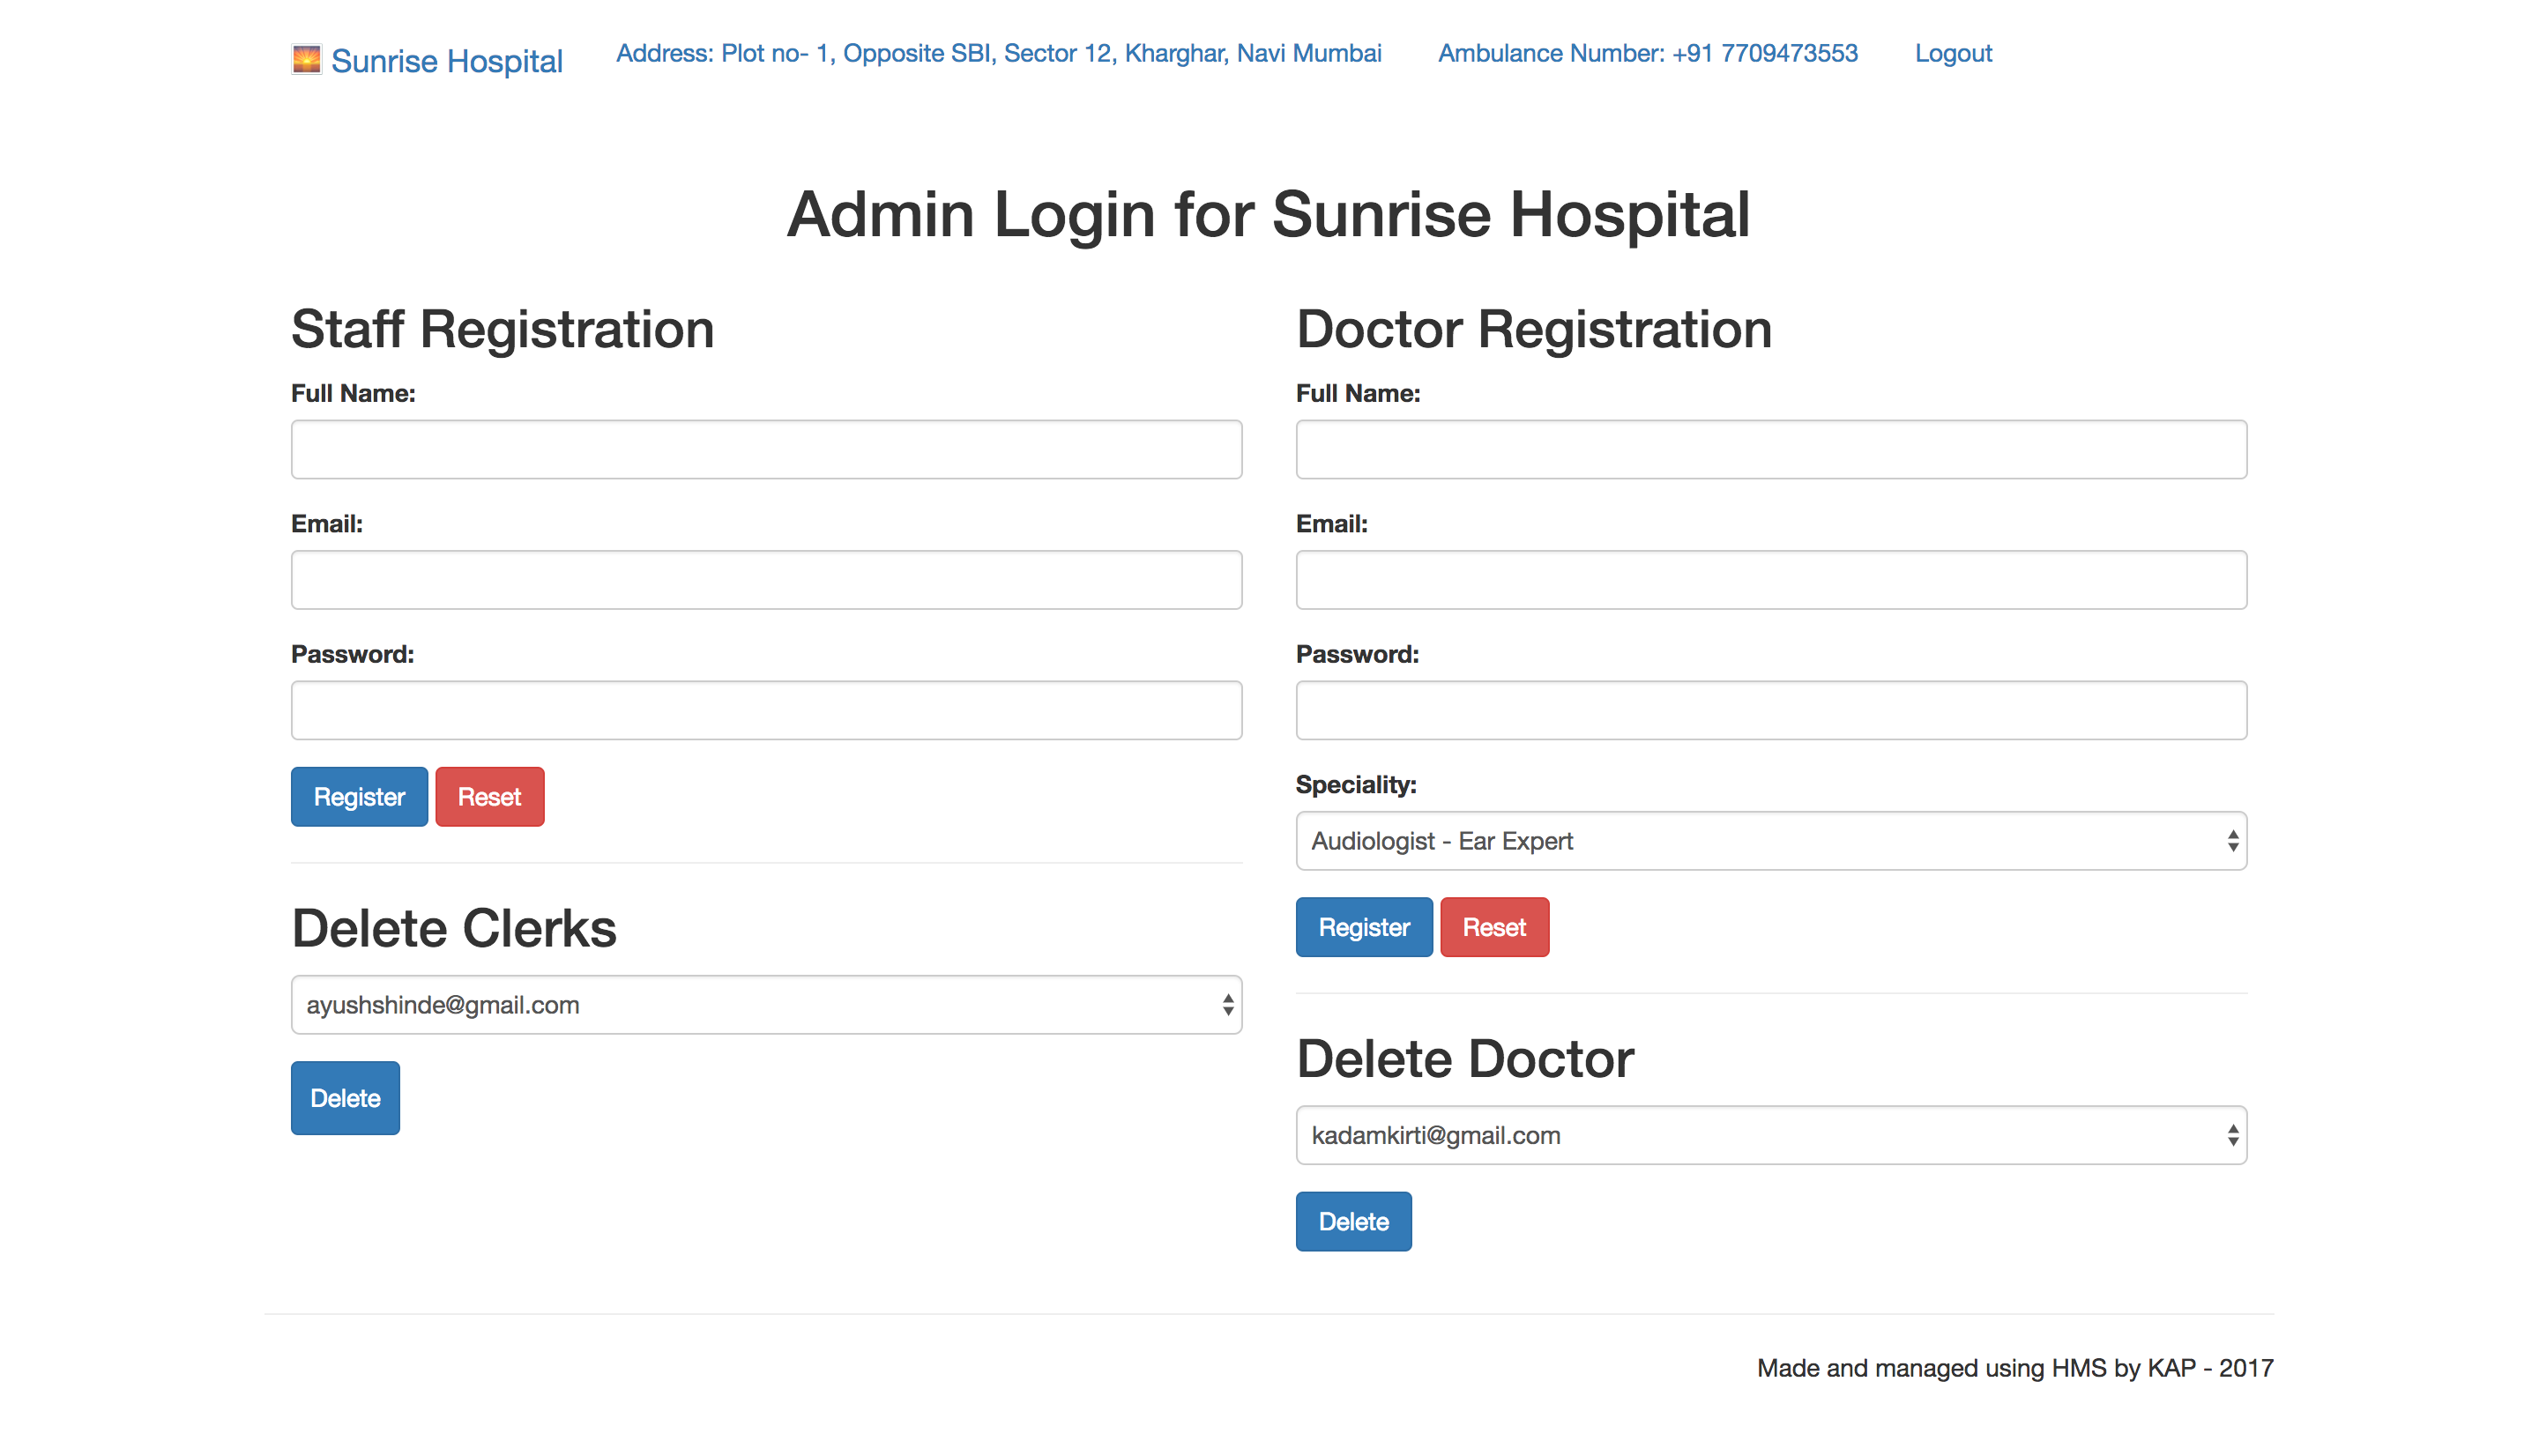 Sunrise Hospital Address: Plot no- 1, Opposite SBI, Sector 12, Kharghar, Navi Mumbai Ambulance Number: +91 7709473553 Logout
Admin Login for Sunrise Hospital
Staff Registration
Full Name:
Email:
Password:
Register Reset
Delete Clerks
ayushshinde@gmail.com
Delete
Doctor Registration
Full Name:
Email:
Password:
Speciality:
Audiologist - Ear Expert
Register Reset
Delete Doctor
kadamkirti@gmail.com
Delete
Made and managed using HMS by KAP - 2017